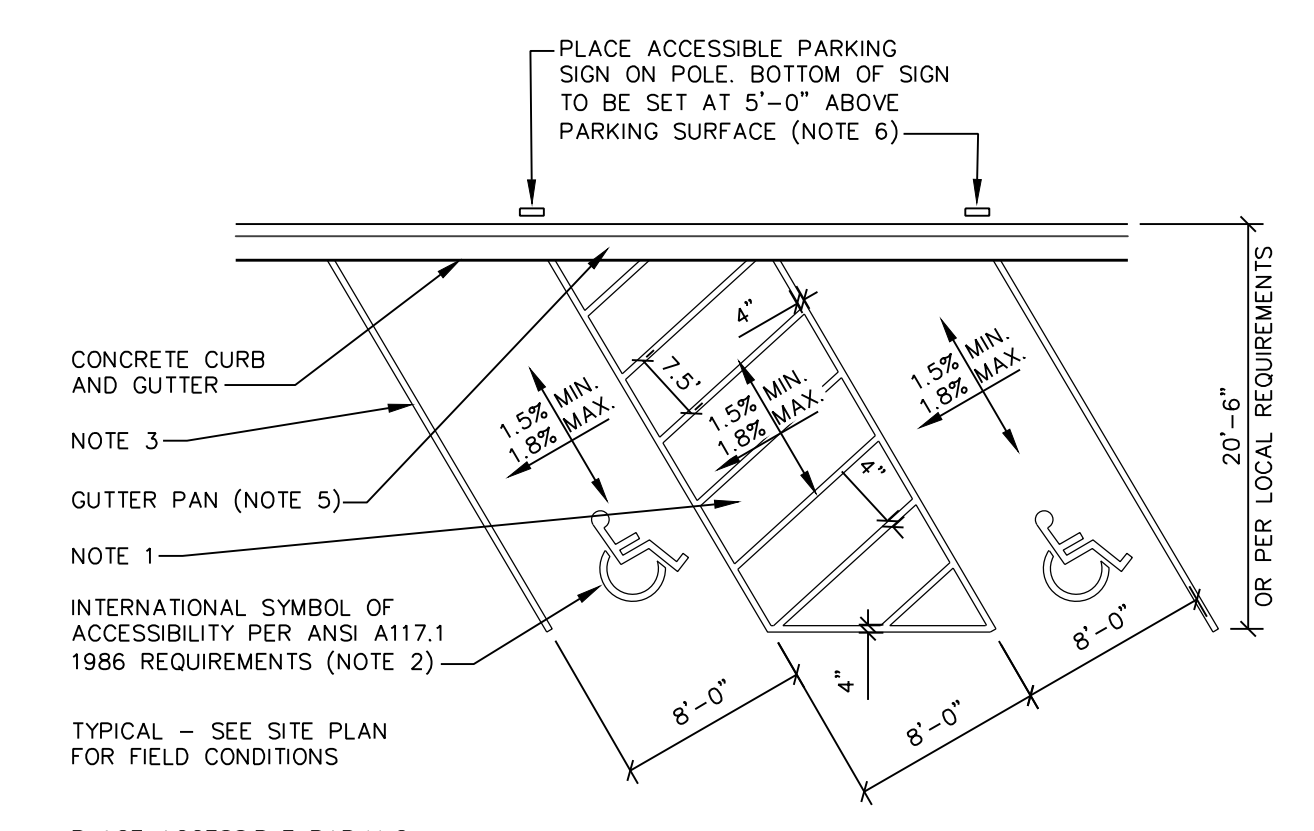 PLACE ACCESSIBLE PARKING
SIGN ON POLE. BOTTOM OF SIGN
TO BE SET AT 5'-0" ABOVE
PARKING SURFACE (NOTE 6)
CONCRETE CURB
AND GUTTER
NOTE 3
GUTTER PAN (NOTE 5)
NOTE 1
INTERNATIONAL SYMBOL OF
ACCESSIBILITY PER ANSI A117.1
1986 REQUIREMENTS (NOTE 2)
TYPICAL - SEE SITE PLAN
FOR FIELD CONDITIONS
1.5% MIN.
1.8% MAX.
4"
7.5'
1.5% MIN.
1.8% MAX.
4"
1.5% MIN.
1.8% MAX.
20'-6"
OR PER LOCAL REQUIREMENTS
8'-0"
4"
8'-0"
8'-0"